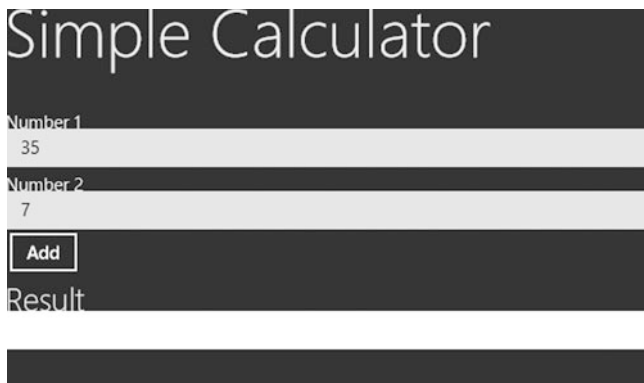 Simple Calculator
Number 1
35
Number 2
7
Add
Result